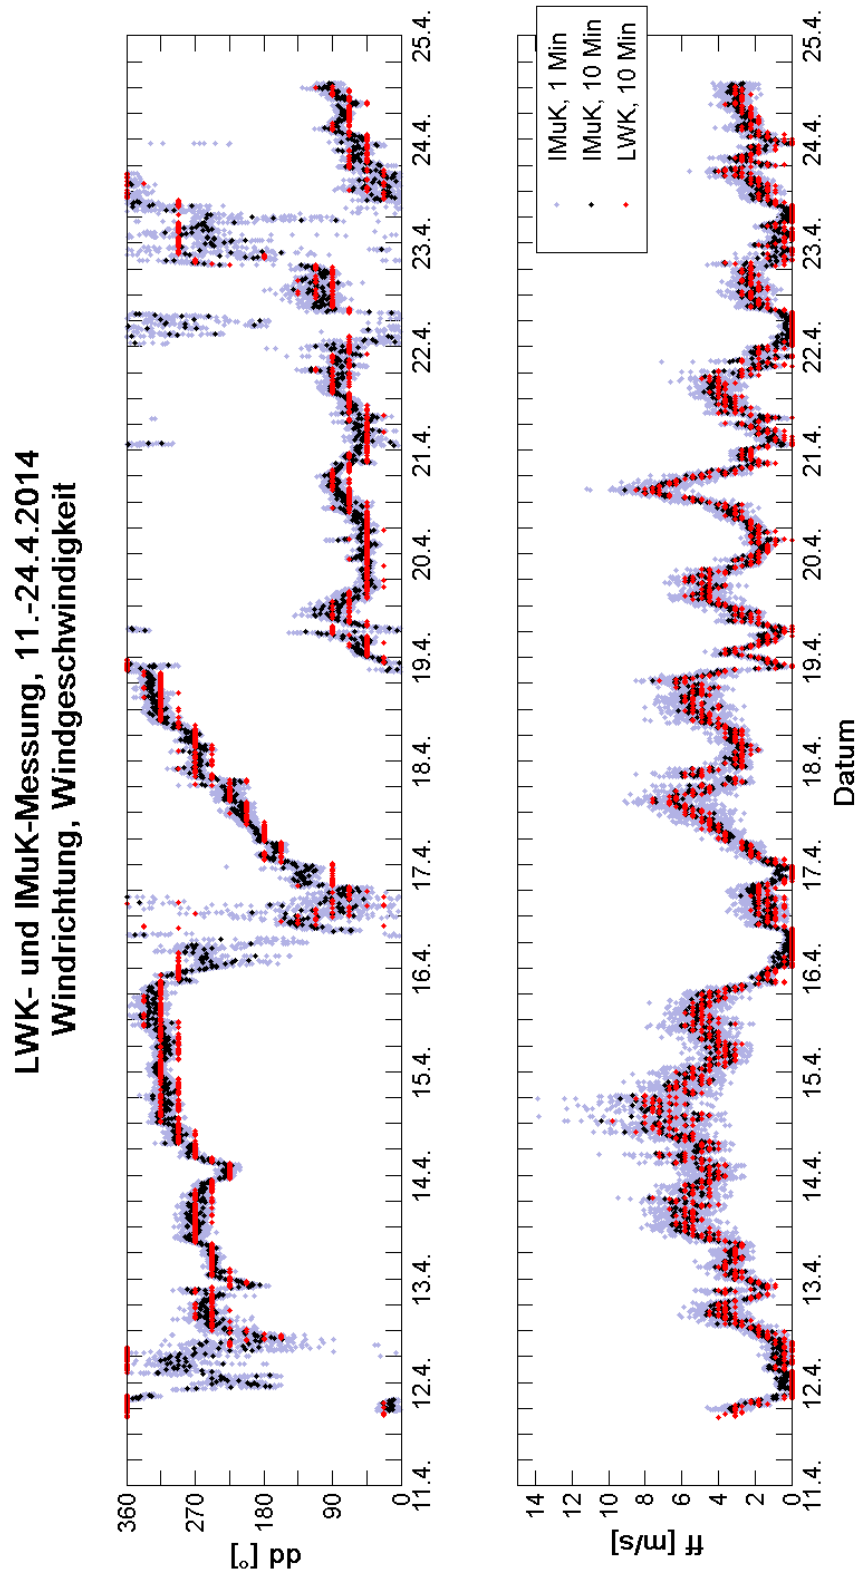 LWK- und IMuK-Messung, 11.-24.4.2014
Windrichtung, Windgeschwindigkeit
dd [°]
360
270
180
90
0
11.4. 12.4. 13.4. 14.4. 15.4. 16.4. 17.4. 18.4. 19.4. 20.4. 21.4. 22.4. 23.4. 24.4. 25.4.
ff [m/s]
14
12
10
8
6
4
2
0
IMuK, 1 Min
IMuK, 10 Min
LWK, 10 Min
11.4. 12.4. 13.4. 14.4. 15.4. 16.4. 17.4. 18.4. 19.4. 20.4. 21.4. 22.4. 23.4. 24.4. 25.4.
Datum